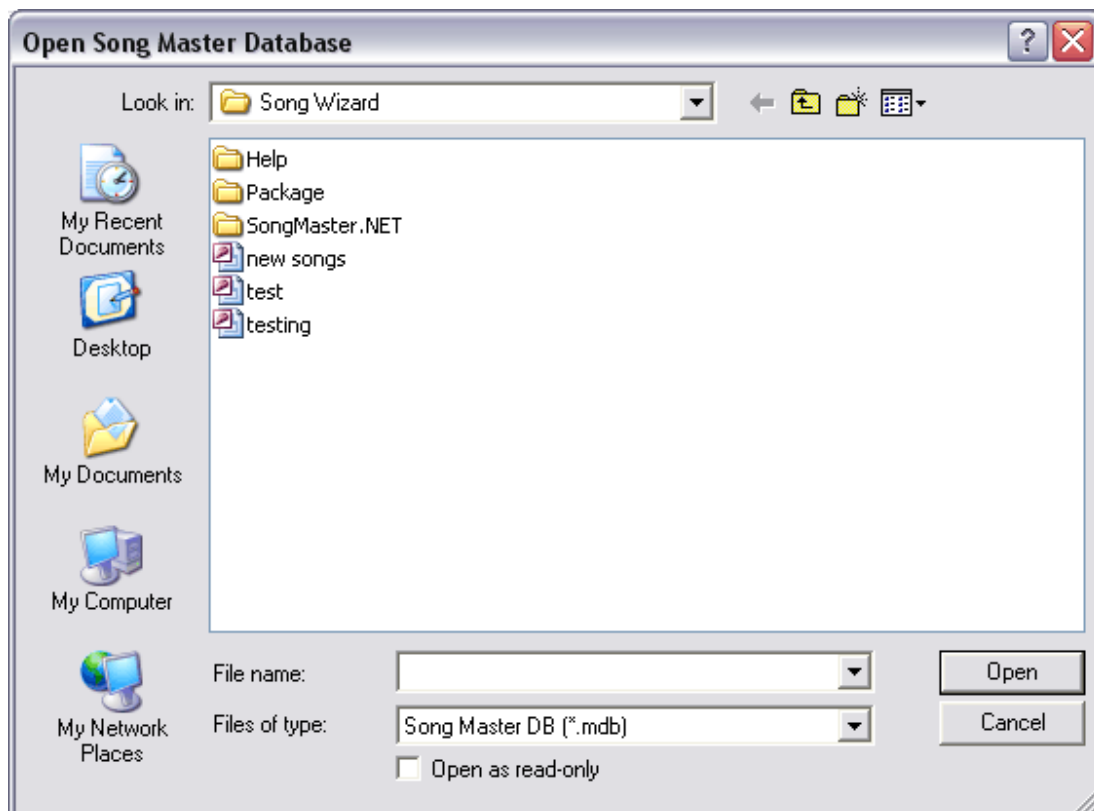 Open Song Master Database
Look in: Song Wizard
Help
Package
SongMaster.NET
new songs
test
testing
My Recent
Documents
Desktop
My Documents
My Computer
My Network
Places
File name: Open
Files of type: Song Master DB (*.mdb) Cancel
Open as read-only